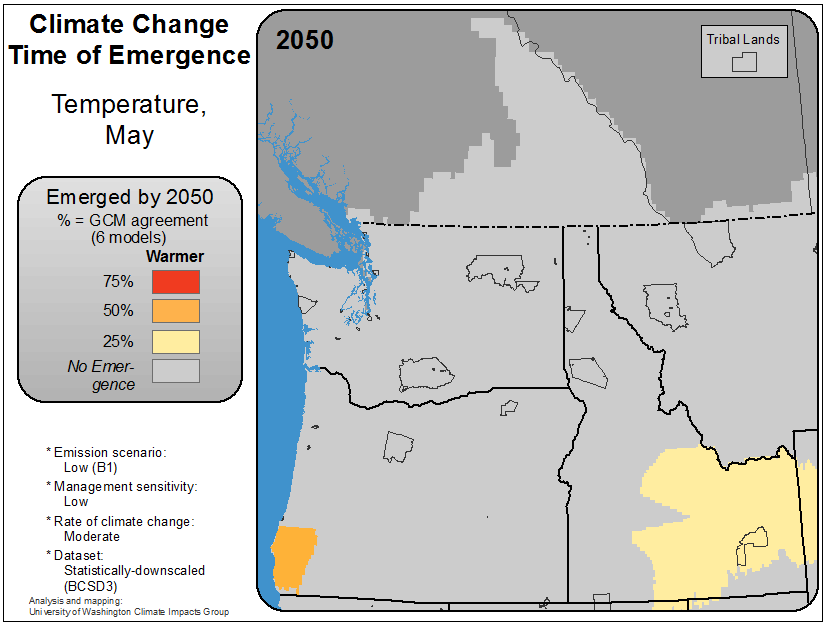 Climate Change
Time of Emergence
Temperature,
May
Emerged by 2050
% = GCM agreement
(6 models)
Warmer
75%
50%
25%
No Emer-
gence
* Emission scenario:
Low (B1)
* Management sensitivity:
Low
* Rate of climate change:
Moderate
* Dataset:
Statistically-downscaled
(BCSD3)
Analysis and mapping:
University of Washington Climate Impacts Group
2050
Tribal Lands